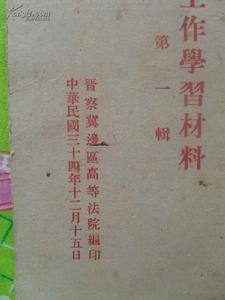 工作學習材料
第一輯
晉察冀邊區高等法院編印
中華民國三十四年十二月十五日